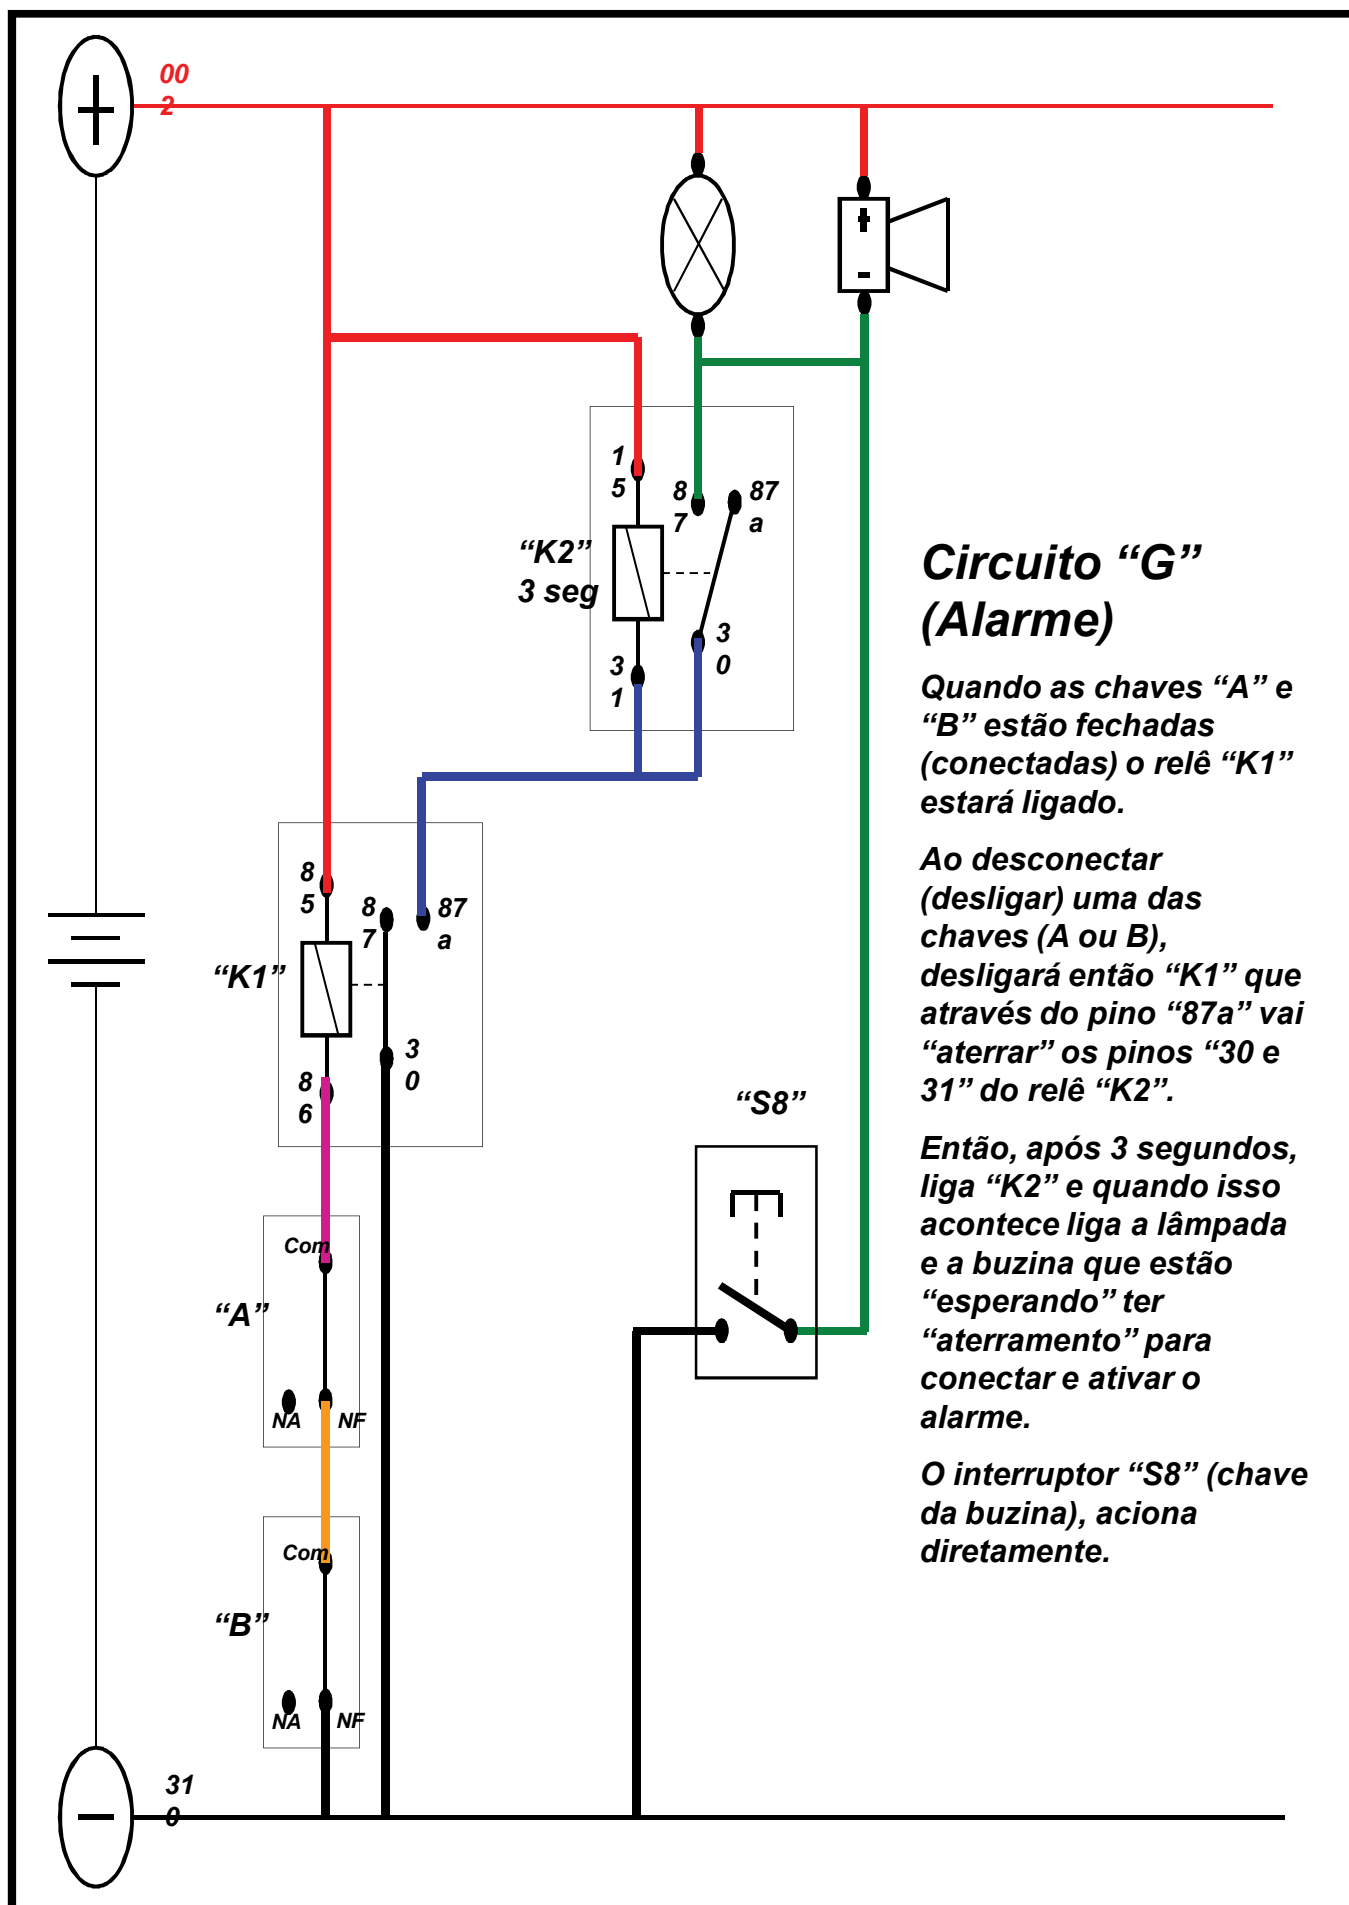 00
2
1
5
8
7
87
a
“K2”
3 seg
3
0
3
1
Circuito “G”
(Alarme)
Quando as chaves “A” e
“B” estão fechadas
(conectadas) o relê “K1”
estará ligado.
Ao desconectar
(desligar) uma das
chaves (A ou B),
desligará então “K1” que
através do pino “87a” vai
“aterrar” os pinos “30 e
31” do relê “K2”.
Então, após 3 segundos,
liga “K2” e quando isso
acontece liga a lâmpada
e a buzina que estão
“esperando” ter
“aterramento” para
conectar e ativar o
alarme.
O interruptor “S8” (chave
da buzina), aciona
diretamente.
8
5
8
7
87
a
“K1”
3
0
8
6
“S8”
Com
“A”
NA
NF
Com
“B”
NA
NF
31
0